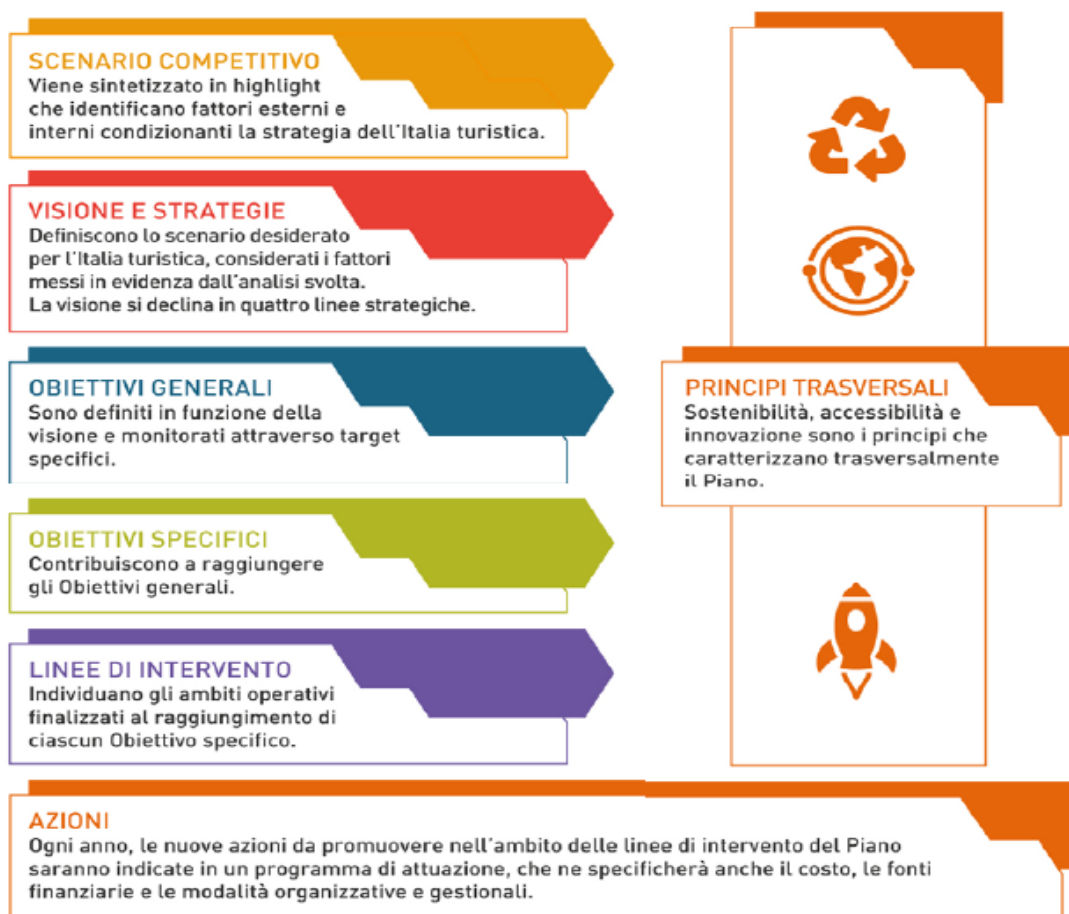 SCENARIO COMPETITIVO
Viene sintetizzato in highlight
che identificano fattori esterni e
interni condizionanti la strategia dell'Italia turistica.
VISIONE E STRATEGIE
Definiscono lo scenario desiderato
per l'Italia turistica, considerati i fattori
messi in evidenza dall'analisi svolta.
La visione si declina in quattro linee strategiche.
OBIETTIVI GENERALI
Sono definiti in funzione della
visione e monitorati attraverso target
specifici.
OBIETTIVI SPECIFICI
Contribuiscono a raggiungere
gli Obiettivi generali.
LINEE DI INTERVENTO
Individuano gli ambiti operativi
finalizzati al raggiungimento di
ciascun Obiettivo specifico.
PRINCIPI TRASVERSALI
Sostenibilità, accessibilità e
innovazione sono i principi che
caratterizzano trasversalmente
il Piano.
AZIONI
Ogni anno, le nuove azioni da promuovere nell'ambito delle linee di intervento del Piano
saranno indicate in un programma di attuazione, che ne specificherà anche il costo, le fonti
finanziarie e le modalità organizzative e gestionali.